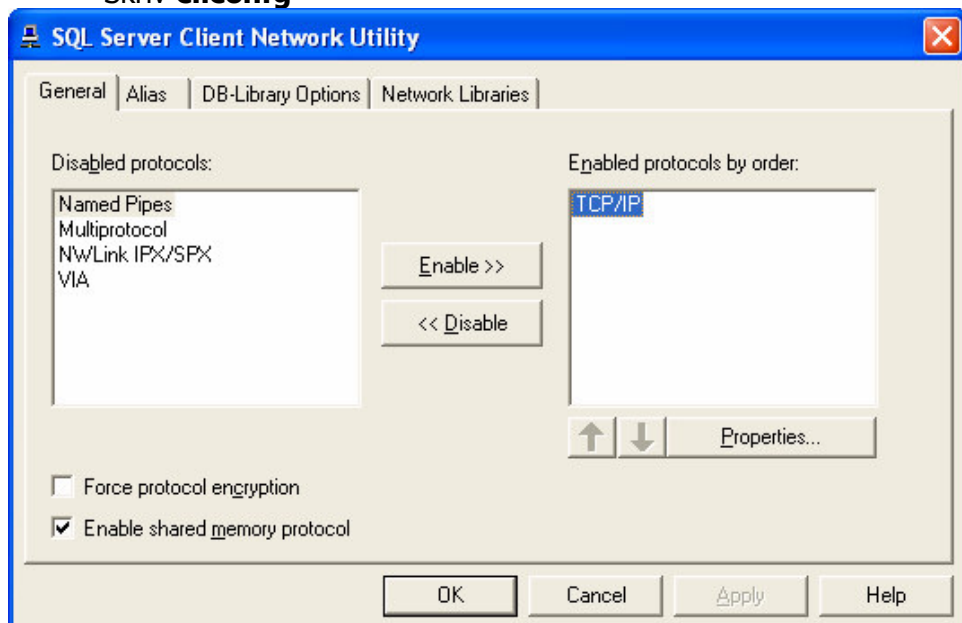 Skriv Cliconfg
SQL Server Client Network Utility
General Alias DB-Library Options Network Libraries
Disabled protocols:
Enabled protocols by order:
Named Pipes
Multiprotocol
NWLink IPX/SPX
VIA
Enable >>
<< Disable
TCP/IP
Properties...
Force protocol encryption
Enable shared memory protocol
OK Cancel Apply Help